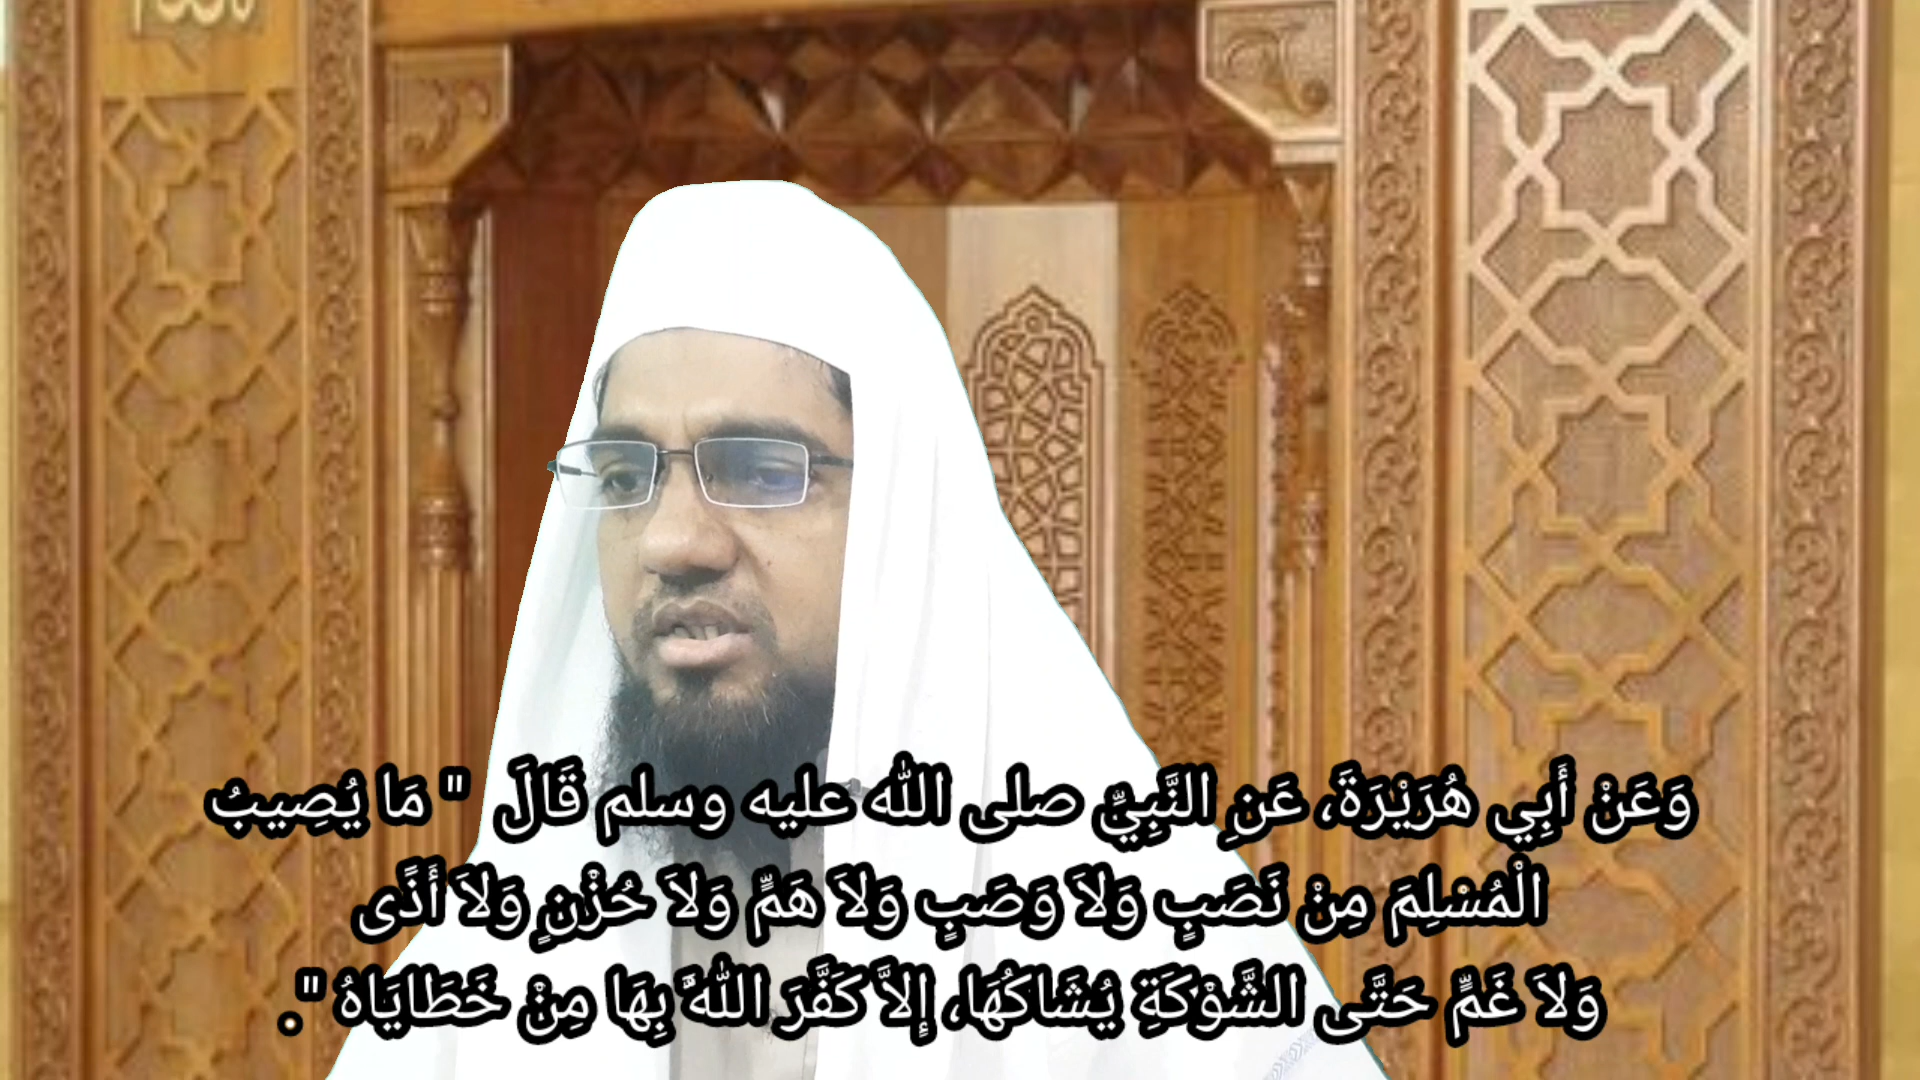 وَعَنْ أَبِي هُرَيْرَةَ، عَنِ النَّبِيِّ صلى الله عليه وسلم قَالَ " مَا يُصِيبُ
الْمُسْلِمَ مِنْ نَصَبٍ وَلاَ وَصَبٍ وَلاَ هَمٍّ وَلاَ حُزْنٍ وَلاَ أَذًى
وَلاَ غَمٍّ حَتَّى الشَّوْكَةِ يُشَاكُهَا، إِلاَّ كَفَّرَ اللَّهُ بِهَا مِنْ خَطَايَاهُ ".